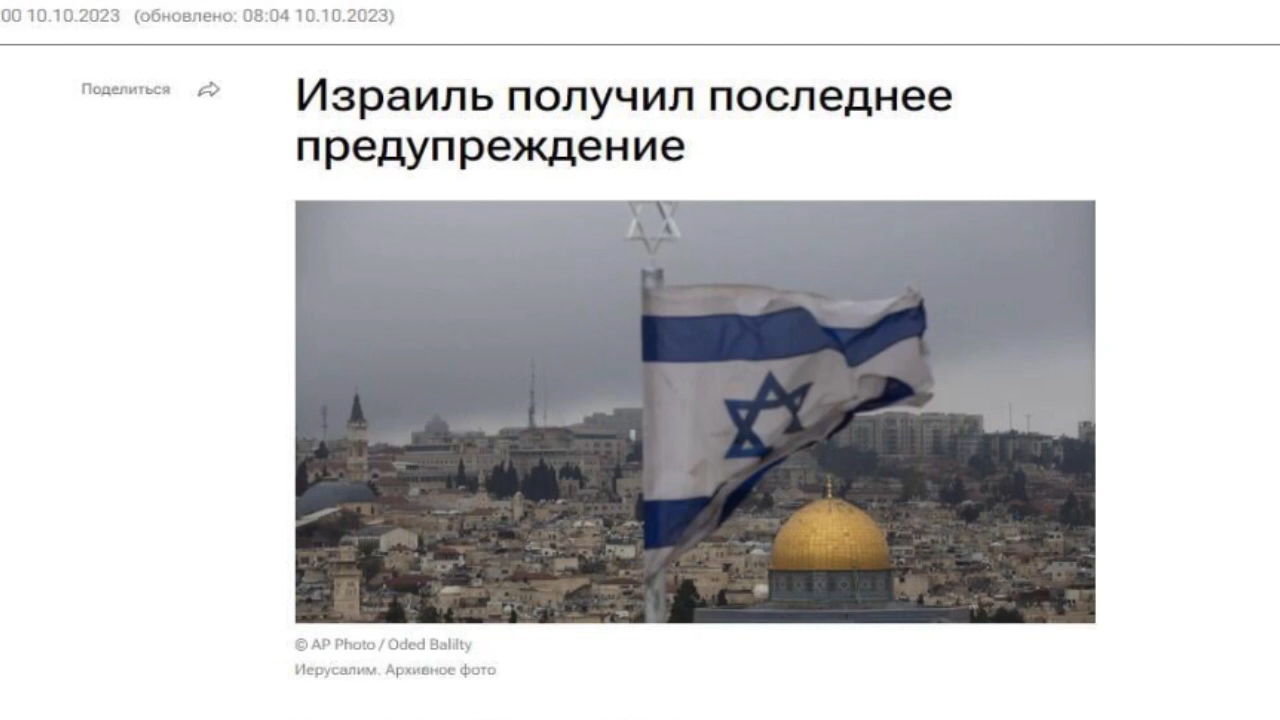 00 10.10.2023 (обновлено: 08:04 10.10.2023)
Поделиться
Израиль получил последнее
предупреждение
© AP Photo / Oded Balilty
Иерусалим. Архивное фото